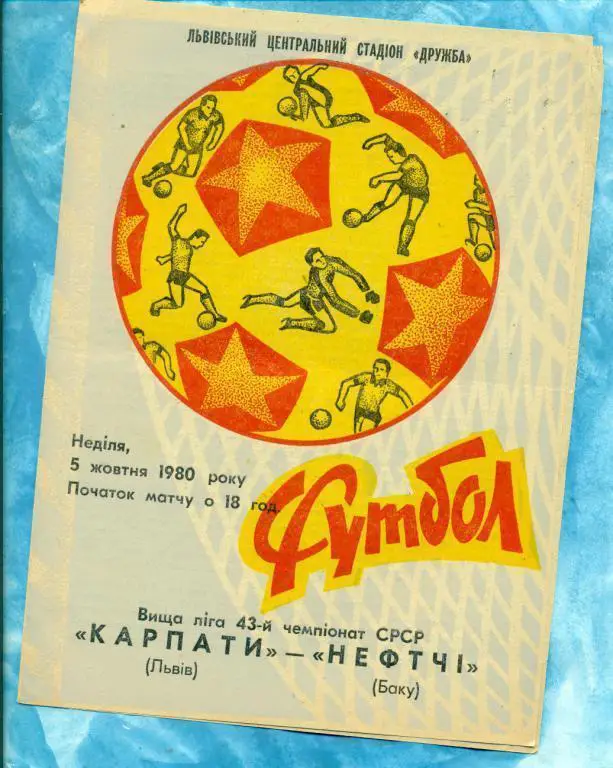 ЛЬВІВСЬКИЙ ЦЕНТРАЛЬНИЙ СТАДІОН «ДРУЖБА»
Неділя,
5 жовтня 1980 року
Початок матчу о 18 год.
Футбол
Вища ліга 43-й чемпіонат СРСР
«КАРПАТИ» — «НЕФТЧІ»
(Львів)
(Баку)